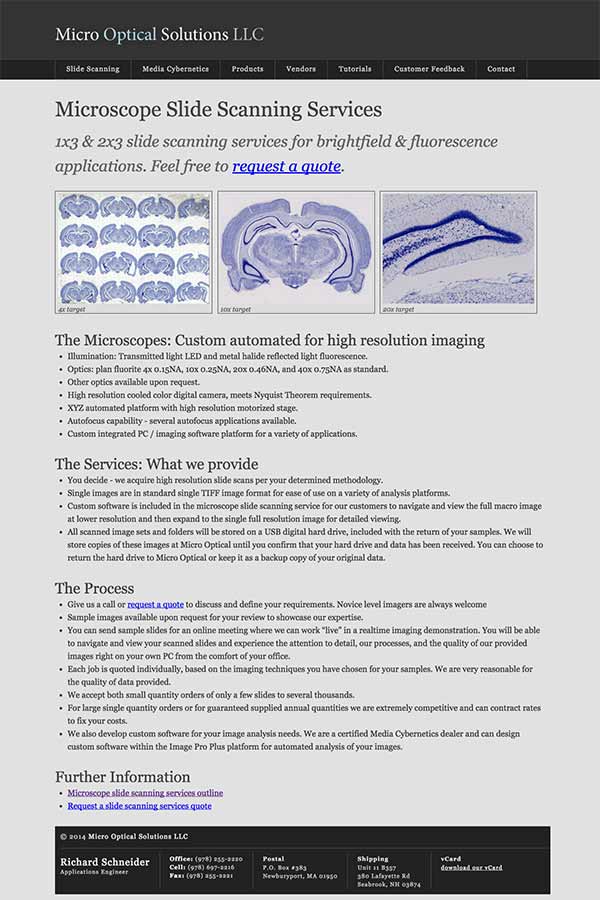 Micro Optical Solutions LLC
Slide Scanning Media Cybernetics Products Vendors Tutorials Customer Feedback Contact
Microscope Slide Scanning Services
1x3 & 2x3 slide scanning services for brightfield & fluorescence
applications. Feel free to request a quote.
4x target 10x target 20x target
The Microscopes: Custom automated for high resolution imaging
• Illumination: Transmitted light LED and metal halide reflected light fluorescence.
• Optics: plan fluorite 4x 0.15NA, 10x 0.25NA, 20x 0.46NA, and 40x 0.75NA as standard.
• Other optics available upon request.
• High resolution cooled color digital camera, meets Nyquist Theorem requirements.
• XYZ automated platform with high resolution motorized stage.
• Autofocus capability - several autofocus applications available.
• Custom integrated PC / imaging software platform for a variety of applications.
The Services: What we provide
• You decide - we acquire high resolution slide scans per your determined methodology.
• Single images are in standard single TIFF image format for ease of use on a variety of analysis platforms.
• Custom software is included in the microscope slide scanning service for our customers to navigate and view the full macro image
at lower resolution and then expand to the single full resolution image for detailed viewing.
• All scanned image sets and folders will be stored on a USB digital hard drive, included with the return of your samples. We will
store copies of these images at Micro Optical until you confirm that your hard drive and data has been received. You can choose to
return the hard drive to Micro Optical or keep it as a backup copy of your original data.
The Process
• Give us a call or request a quote to discuss and define your requirements. Novice level imagers are always welcome
• Sample images available upon request for your review to showcase our expertise.
• You can send sample slides for an online meeting where we can work "live" in a realtime imaging demonstration. You will be able
to navigate and view your scanned slides and experience the attention to detail, our processes, and the quality of our provided
images right on your own PC from the comfort of your office.
• Each job is quoted individually, based on the imaging techniques you have chosen for your samples. We are very reasonable for
the quality of data provided.
• We accept both small quantity orders of only a few slides to several thousands.
• For large single quantity orders or for guaranteed supplied annual quantities we are extremely competitive and can contract rates
to fix your costs.
• We also develop custom software for your image analysis needs. We are a certified Media Cybernetics dealer and can design
custom software within the Image Pro Plus platform for automated analysis of your images.
Further Information
• Microscope slide scanning services outline
• Request a slide scanning services quote
© 2014 Micro Optical Solutions LLC
Richard Schneider
Applications Engineer
Office: (978) 255-2220
Cell: (978) 697-2216
Fax: (978) 255-2221
Postal
P.O. Box #383
Newburyport, MA 01950
Shipping
Unit 11 B357
380 Lafayette Rd
Seabrook, NH 03874
vCard
download our vCard